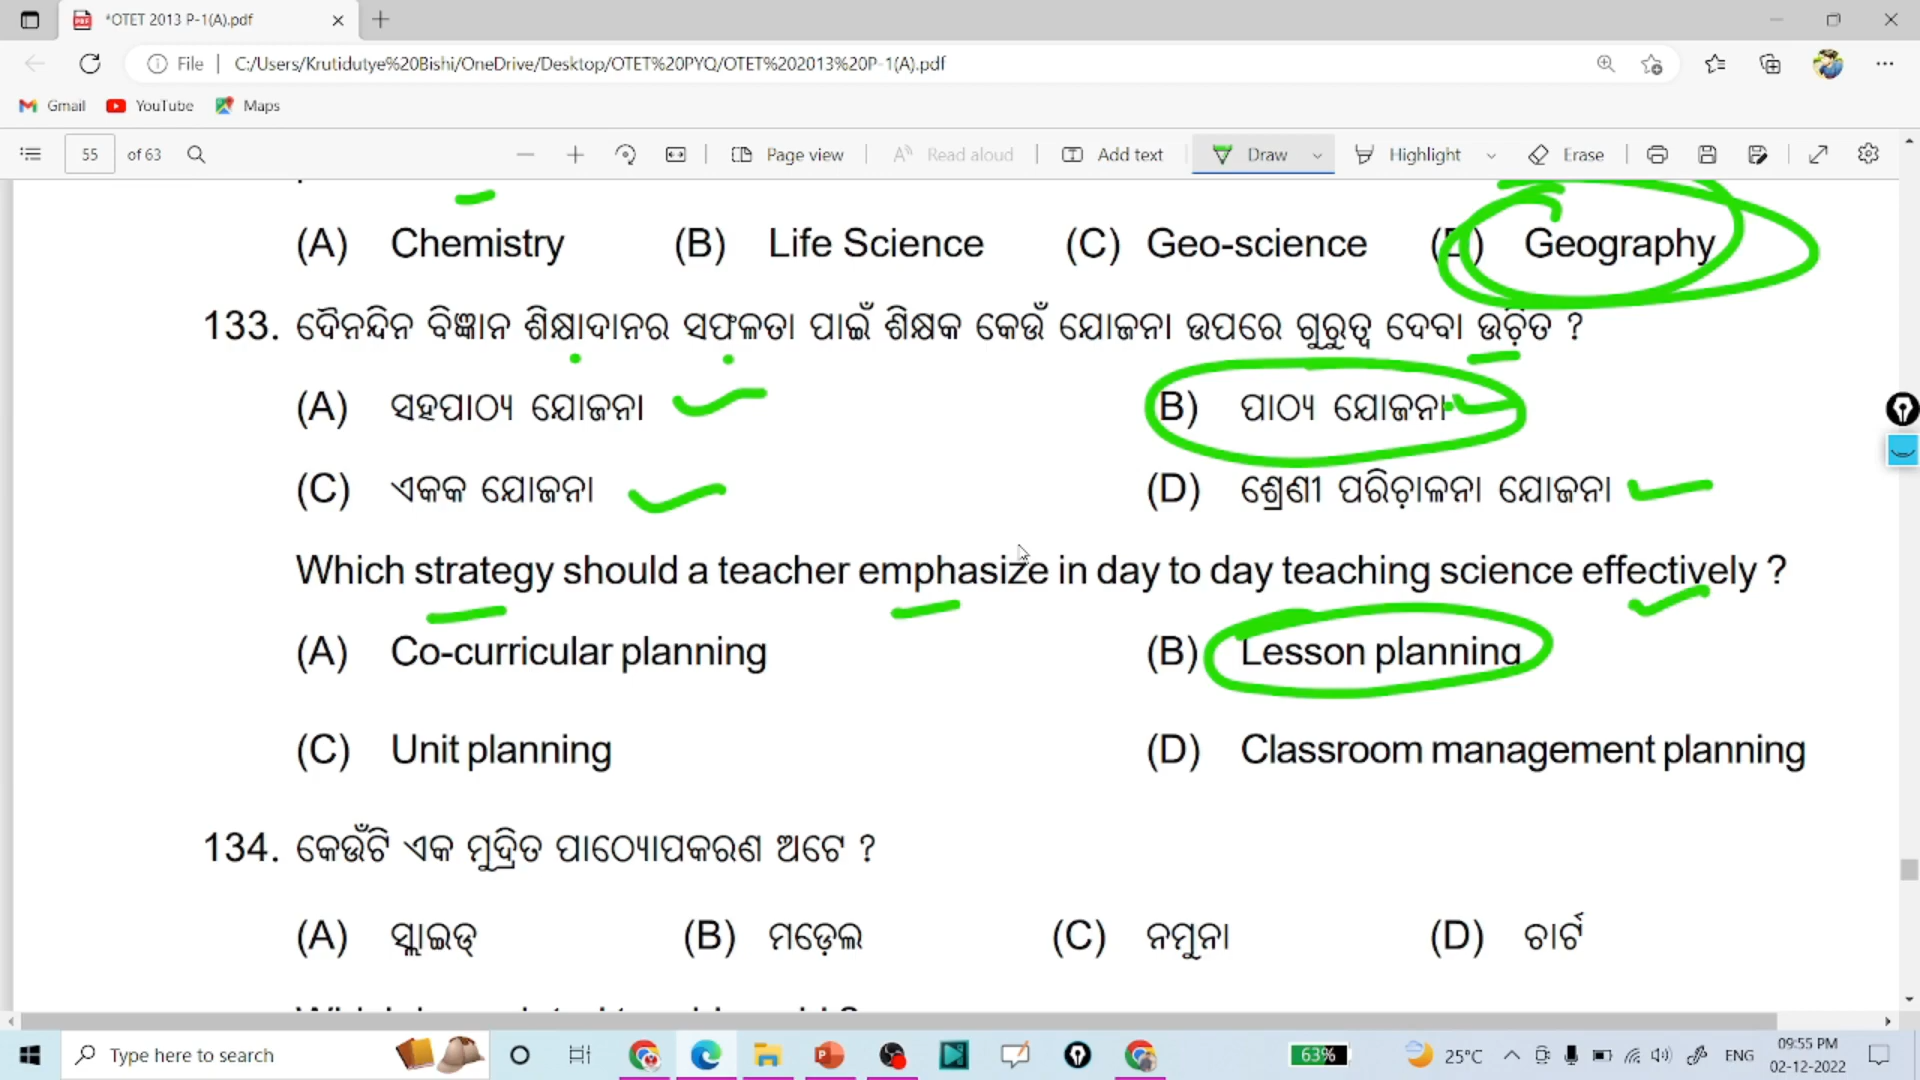 *OTET 2013 P-1(A).pdf
File C:/Users/Krutidutye%20Bishi/OneDrive/Desktop/OTET%20PYQ/OTET%202013%20P-1(A).pdf
Gmail YouTube Maps
55 of 63 Page view Read aloud Add text Draw Highlight Erase
(A) Chemistry (B) Life Science (C) Geo-science (D) Geography
133. ଦୈନନ୍ଦିନ ବିଜ୍ଞାନ ଶିକ୍ଷାଦାନର ସଫଳତା ପାଇଁ ଶିକ୍ଷକ କେଉଁ ଯୋଜନା ଉପରେ ଗୁରୁତ୍ୱ ଦେବା ଉଚିତ ?
(A) ସହପାଠ୍ୟ ଯୋଜନା B) ପାଠ୍ୟ ଯୋଜନା
(C) ଏକକ ଯୋଜନା (D) ଶ୍ରେଣୀ ପରିଚାଳନା ଯୋଜନା
Which strategy should a teacher emphasize in day to day teaching science effectively ?
(A) Co-curricular planning (B) Lesson planning
(C) Unit planning (D) Classroom management planning
134. କେଉଁଟି ଏକ ମୁଦ୍ରିତ ପାଠ୍ୟୋପକରଣ ଅଟେ ?
(A) ସ୍ଲାଇଡ୍ (B) ମଡ଼େଲ (C) ନମୁନା (D) ଚାର୍ଟ
Type here to search 63% 25°C ENG 09:55 PM
02-12-2022